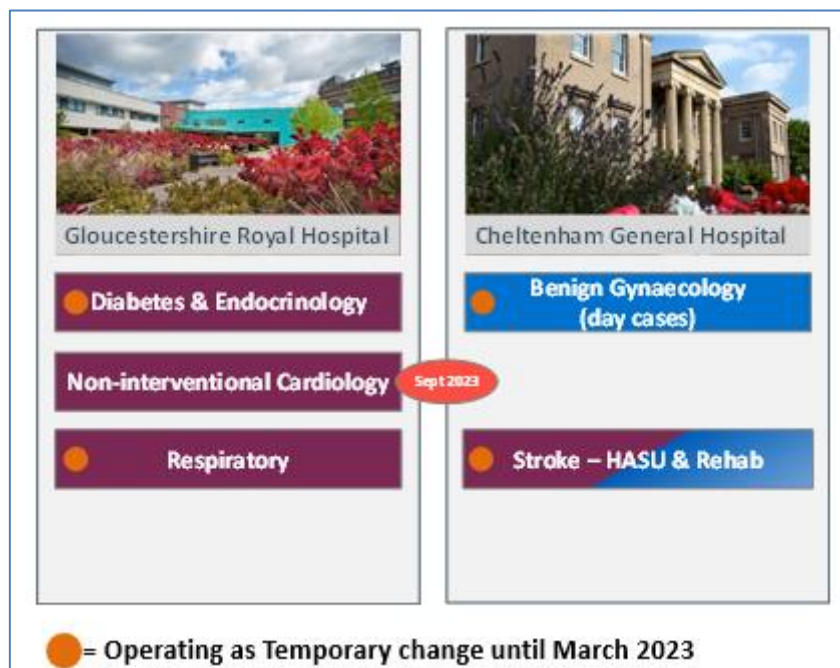 Gloucestershire Royal Hospital
Cheltenham General Hospital
Diabetes & Endocrinology
Benign Gynaecology
(day cases)
Non-interventional Cardiology
Sept 2023
Respiratory
Stroke – HASU & Rehab
= Operating as Temporary change until March 2023